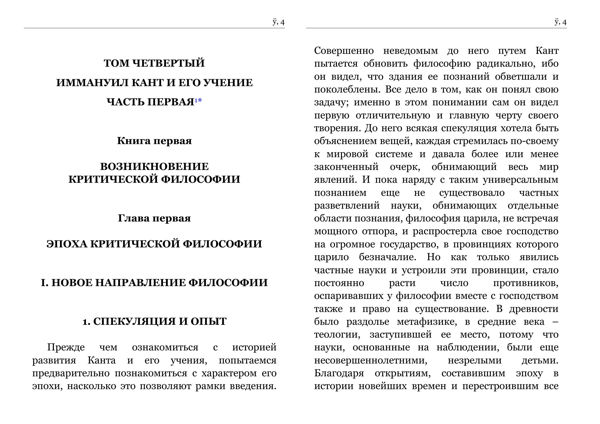 ў. 4
ТОМ ЧЕТВЕРТЫЙ
ИММАНУИЛ КАНТ И ЕГО УЧЕНИЕ
ЧАСТЬ ПЕРВАЯ1*
Книга первая
ВОЗНИКНОВЕНИЕ
КРИТИЧЕСКОЙ ФИЛОСОФИИ
Глава первая
ЭПОХА КРИТИЧЕСКОЙ ФИЛОСОФИИ
I. НОВОЕ НАПРАВЛЕНИЕ ФИЛОСОФИИ
1. СПЕКУЛЯЦИЯ И ОПЫТ
Прежде чем ознакомиться с историей
развития Канта и его учения, попытаемся
предварительно познакомиться с характером его
эпохи, насколько это позволяют рамки введения.
ў. 4
Совершенно неведомым до него путем Кант
пытается обновить философию радикально, ибо
он видел, что здания ее познаний обветшали и
поколеблены. Все дело в том, как он понял свою
задачу; именно в этом понимании сам он видел
первую отличительную и главную черту своего
творения. До него всякая спекуляция хотела быть
объяснением вещей, каждая стремилась по-своему
к мировой системе и давала более или менее
законченный очерк, обнимающий весь мир
явлений. И пока наряду с таким универсальным
познанием еще не существовало частных
разветвлений науки, обнимающих отдельные
области познания, философия царила, не встречая
мощного отпора, и распростерла свое господство
на огромное государство, в провинциях которого
царило безначалие. Но как только явились
частные науки и устроили эти провинции, стало
постоянно расти число противников,
оспаривавших у философии вместе с господством
также и право на существование. В древности
было раздолье метафизике, в средние века –
теологии, заступившей ее место, потому что
науки, основанные на наблюдении, были еще
несовершеннолетними, незрелыми детьми.
Благодаря открытиям, составившим эпоху в
истории новейших времен и перестроившим все